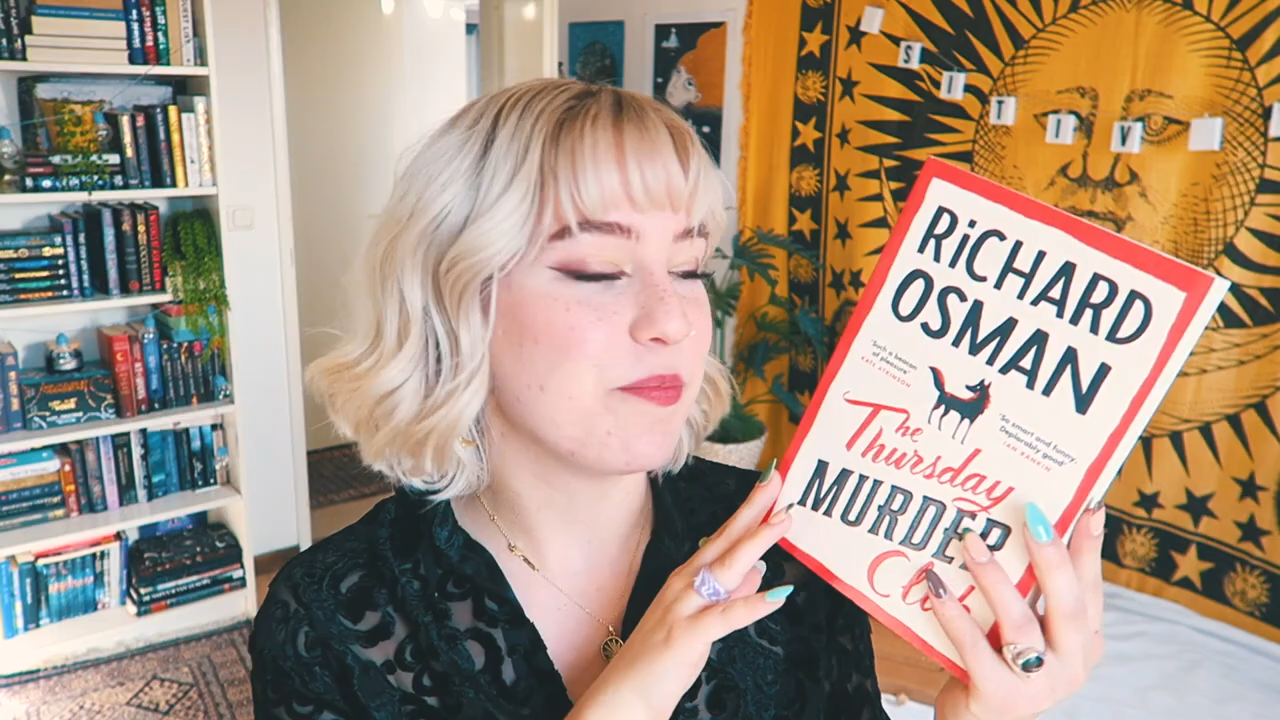 S
I
T
I
V
RiCHARD
OSMAN
"Such a beacon
of pleasure"
KATE ATKINSON
"So smart and funny.
Deplorably good"
IAN RANKIN
The
Thursday
MURDER
Club